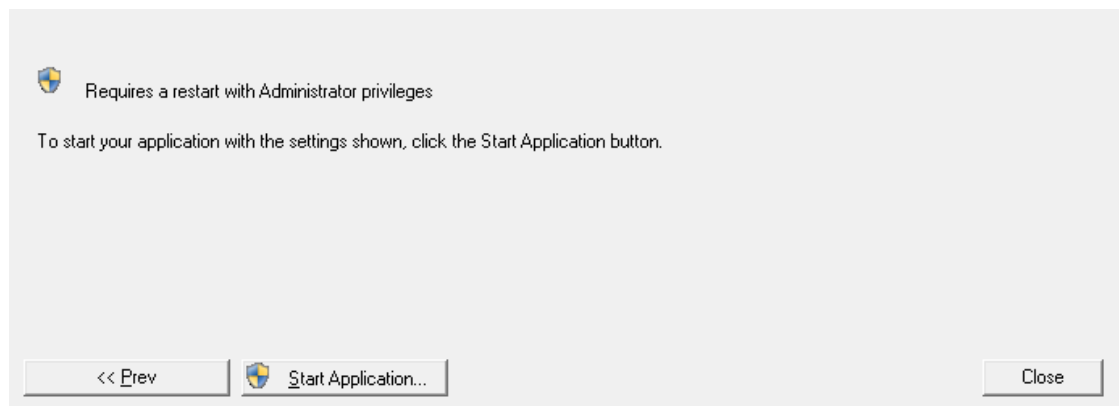 Requires a restart with Administrator privileges
To start your application with the settings shown, click the Start Application button.
<< Prev
Start Application...
Close